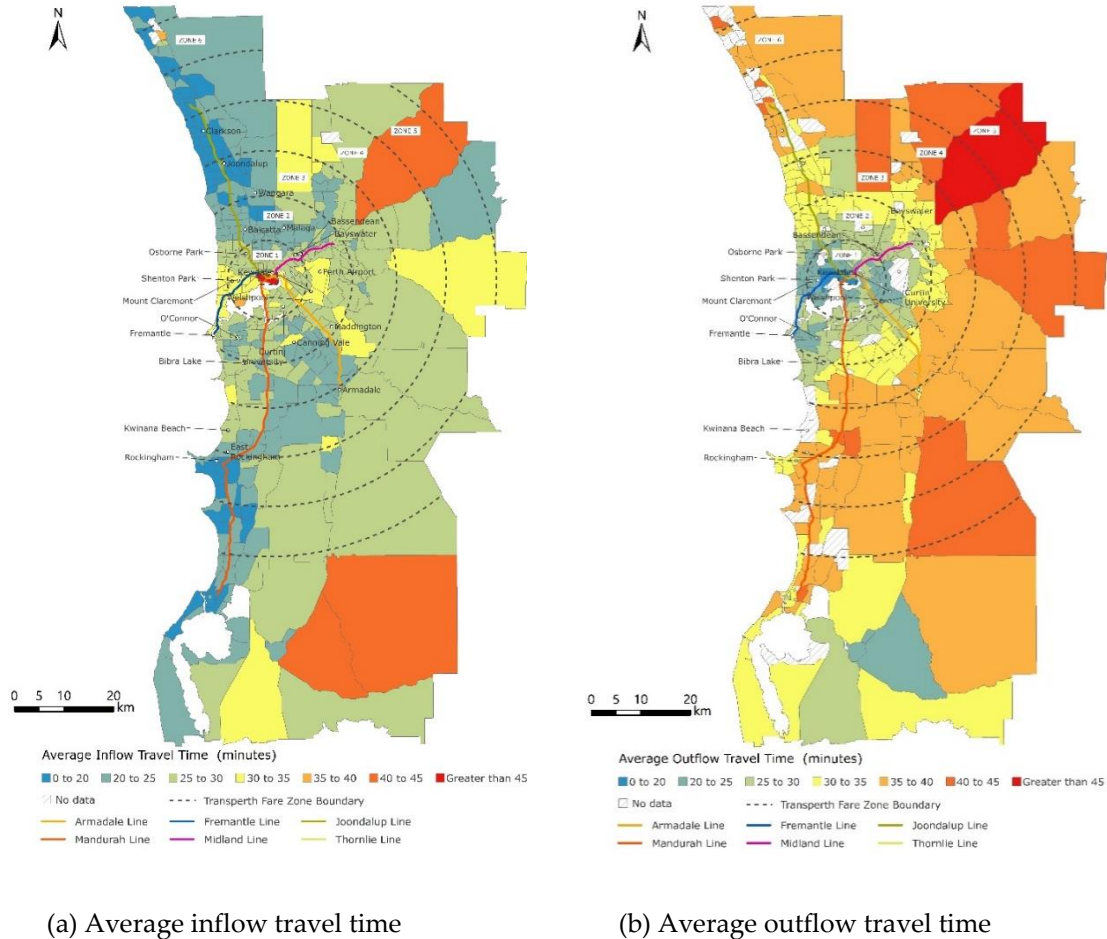 N
ZONE 6
Clarkson
Joondalup
ZONE 5
ZONE 4
ZONE 3
Wangara
ZONE 2
Bassendean
Balcatta
Malaga
Bayswater
Osborne Park
ZONE 1
Shenton Park
Kewdale
Perth Airport
Mount Claremont
Welshpool
O'Connor
Maddington
Fremantle
Canning Vale
Bibra Lake
Curtin
University
Armadale
Kwinana Beach
East
Rockingham
Rockingham
0 5 10 20
km
Average Inflow Travel Time (minutes)
0 to 20 20 to 25 25 to 30 30 to 35 35 to 40 40 to 45 Greater than 45
No data Transperth Fare Zone Boundary
Armadale Line Fremantle Line Joondalup Line
Mandurah Line Midland Line Thornlie Line
(a) Average inflow travel time
N
ZONE 6
ZONE 5
ZONE 4
ZONE 3
ZONE 2
Bayswater
Bassendean
Osborne Park
Shenton Park
Mount Claremont
Welshpool
Curtin
University
O'Connor
Fremantle
Bibra Lake
Kwinana Beach
Rockingham
0 5 10 20
km
Average Outflow Travel Time (minutes)
0 to 20 20 to 25 25 to 30 30 to 35 35 to 40 40 to 45 Greater than 45
No data Transperth Fare Zone Boundary
Armadale Line Fremantle Line Joondalup Line
Mandurah Line Midland Line Thornlie Line
(b) Average outflow travel time